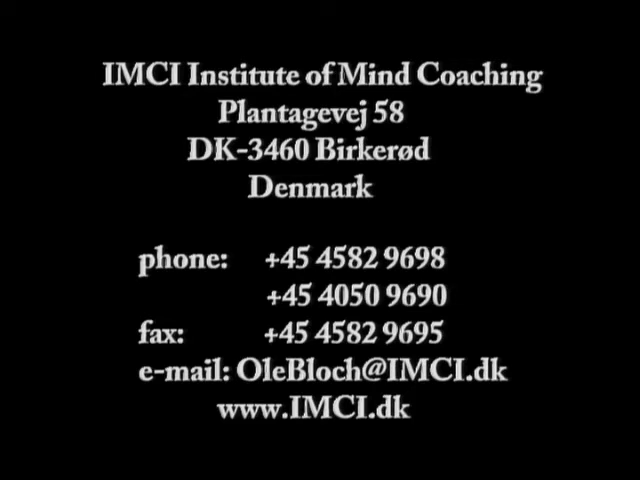 IMCI Institute of Mind Coaching
Plantagevej 58
DK-3460 Birkerød
Denmark
phone: +45 4582 9698
+45 4050 9690
fax: +45 4582 9695
e-mail: OleBloch@IMCI.dk
www.IMCI.dk